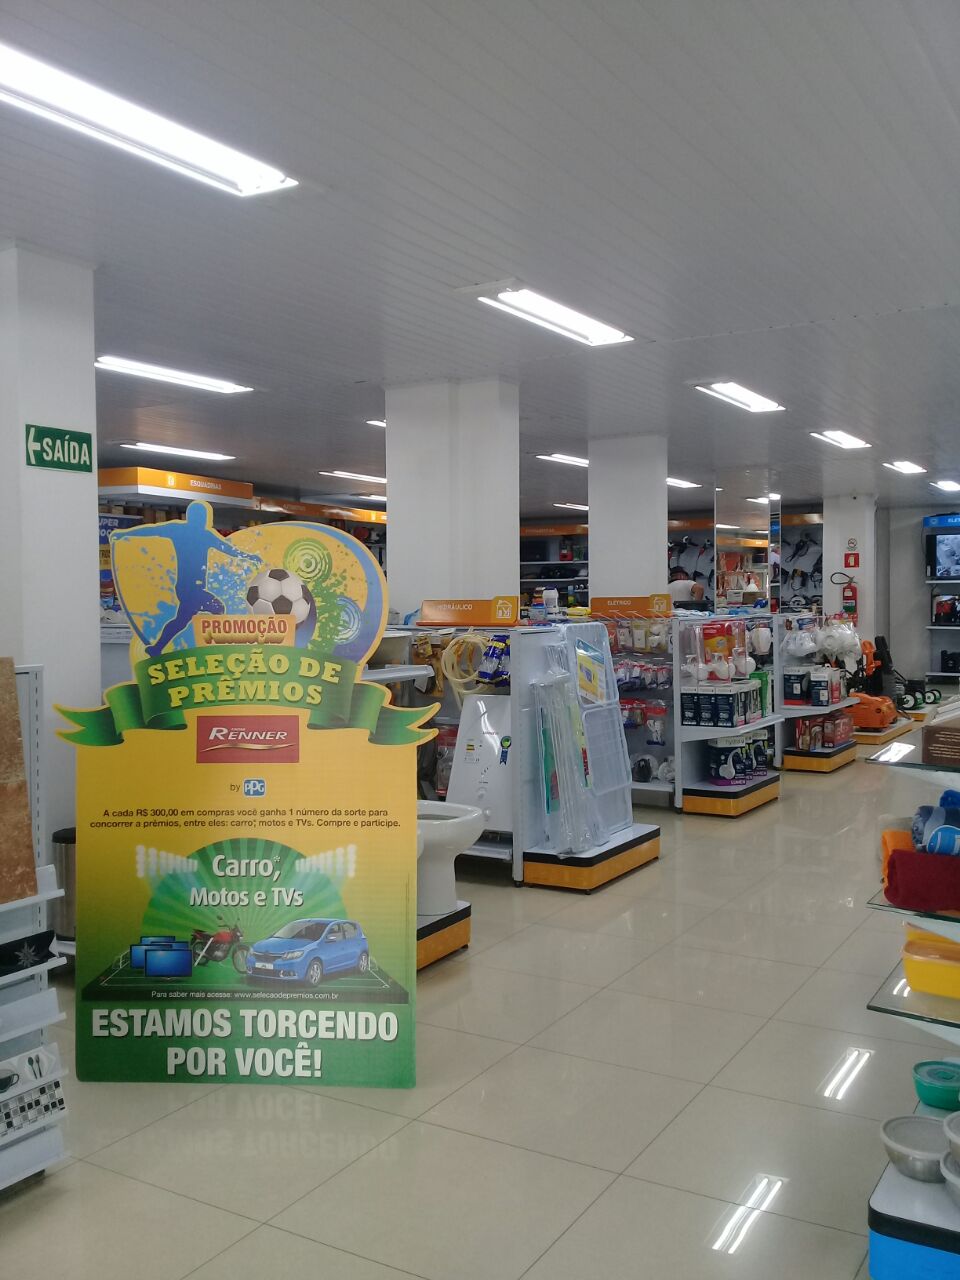 SAÍDA
ESQUADRIAS
HIDRÁULICO
ELÉTRICO
PROMOÇÃO
SELEÇÃO DE
PRÊMIOS
RENNER
by PPG
A cada R$ 300,00 em compras você ganha 1 número da sorte para
concorrer a prêmios, entre eles: carro*, motos e TVs. Compre e participe.
Carro*,
Motos e TVs
Para saber mais acesse: www.selecaodepremios.com.br
ESTAMOS TORCENDO
POR VOCÊ!